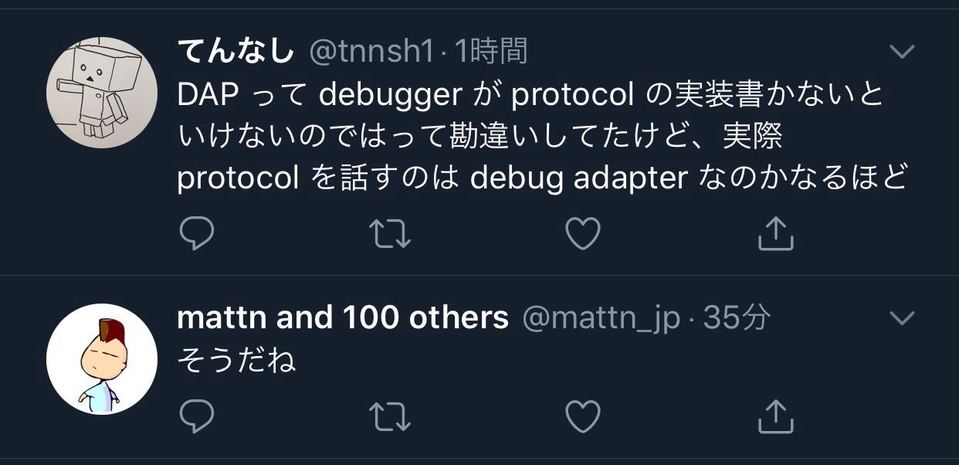 てんなし @tnnsh1 · 1時間
DAP って debugger が protocol の実装書かないと
いけないのではって勘違いしてたけど、実際
protocol を話すのは debug adapter なのかなるほど
mattn and 100 others @mattn_jp · 35分
そうだね